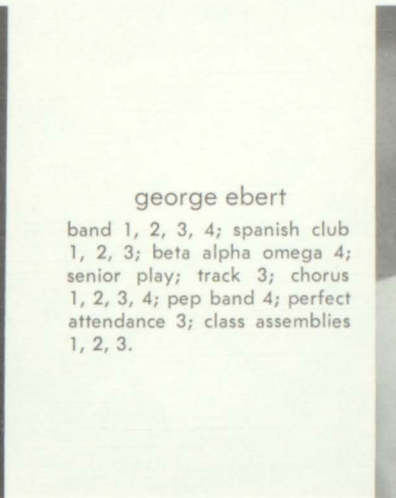 george ebert
band 1, 2, 3, 4; spanish club
1, 2, 3; beta alpha omega 4;
senior play; track 3; chorus
1, 2, 3, 4; pep band 4; perfect
attendance 3; class assemblies
1, 2, 3.